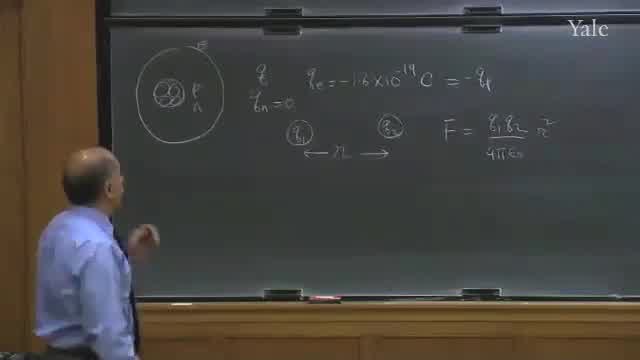 Yale
e
p
n
q qₑ = -1.6×10⁻¹⁹ C = -qₚ
qₙ = 0
q₁ q₂
← r →
F = q₁q₂ / 4πε₀ r²